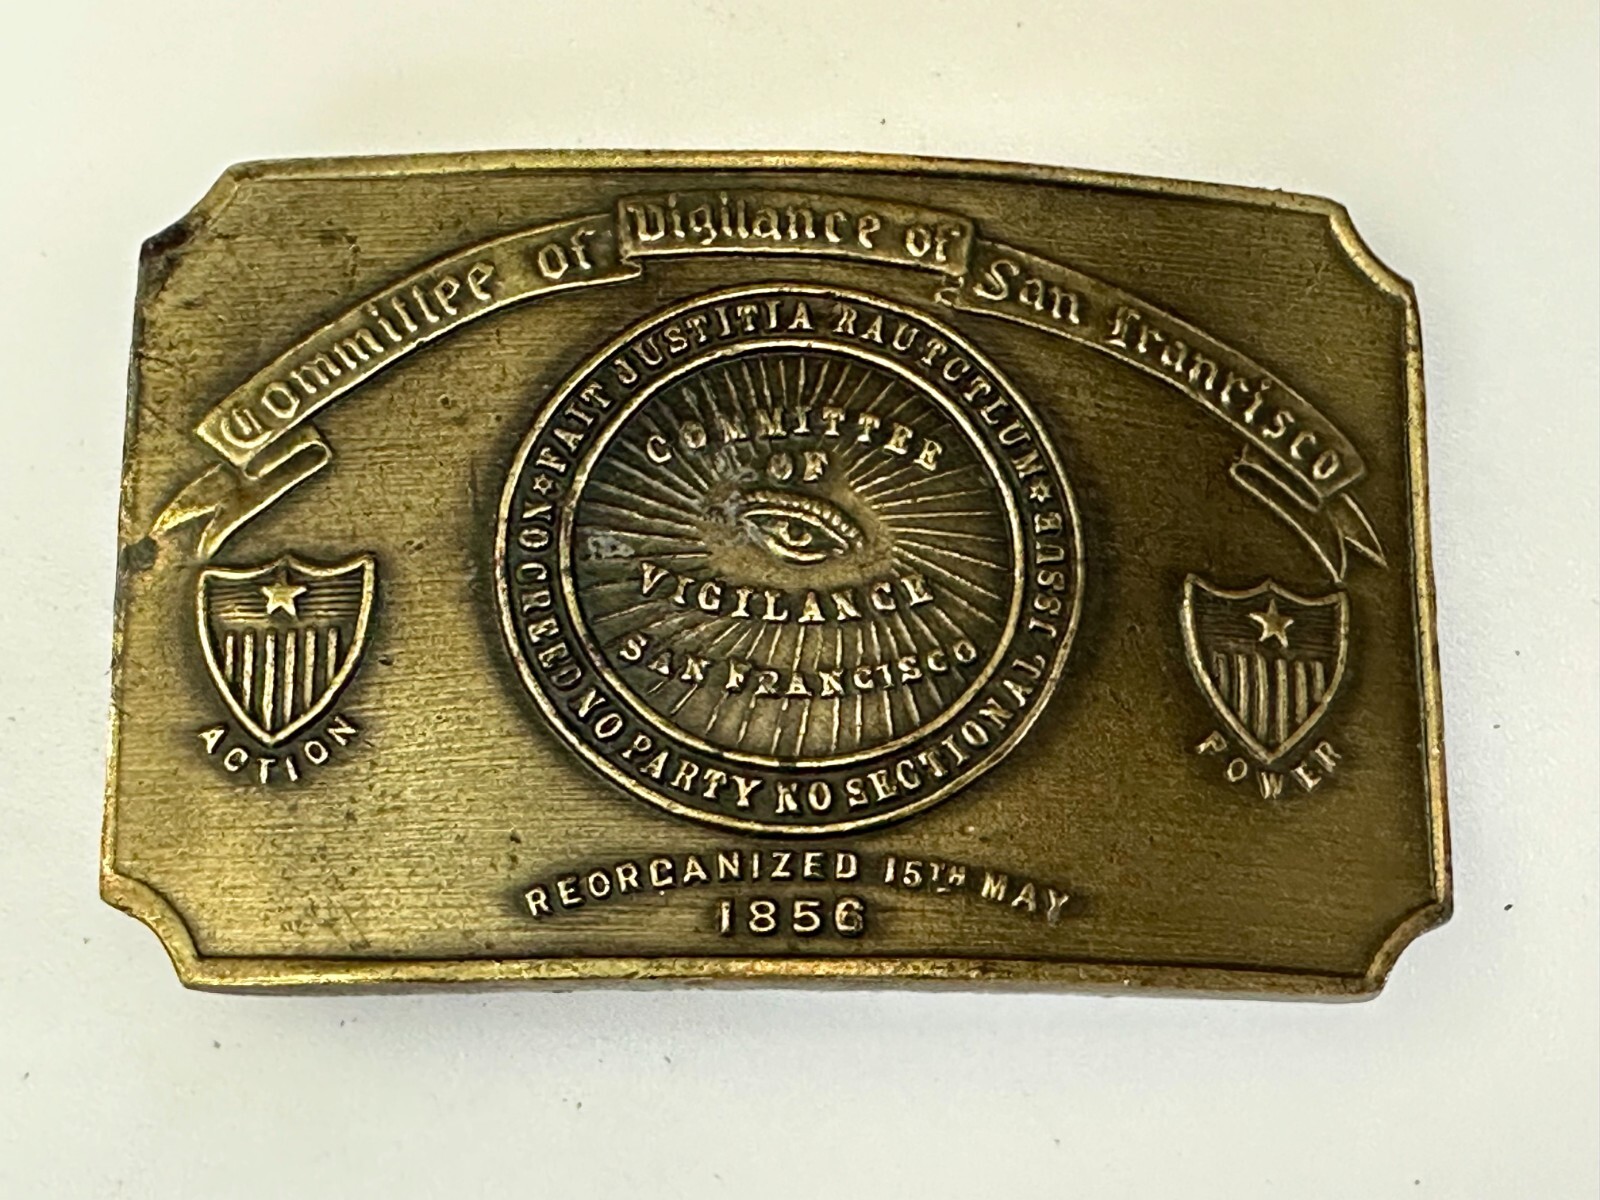 Committee of Vigilance of San Francisco
FAIT JUSTITIA RAUTCTLUM
NO CREED NO PARTY NO SECTIONAL ISSUE
COMMITTEE
OF
VIGILANCE
SAN FRANCISCO
ACTION
POWER
REORGANIZED 15TH MAY
1856